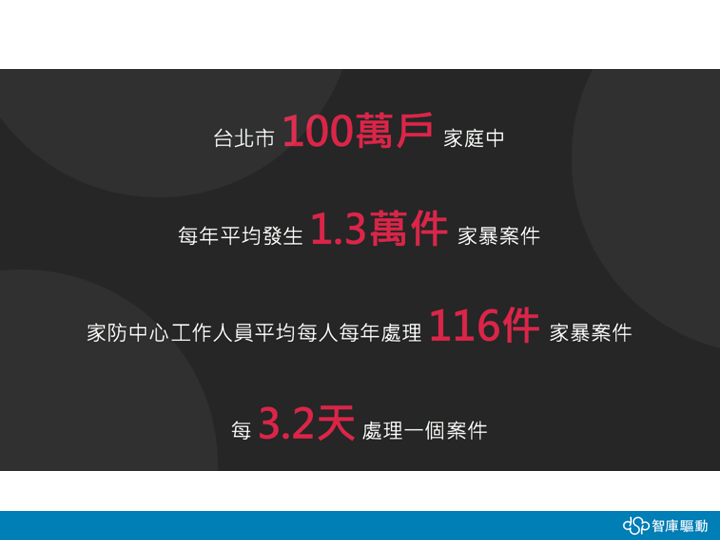 台北市 100萬戶 家庭中
每年平均發生 1.3萬件 家暴案件
家防中心工作人員平均每人每年處理 116件 家暴案件
每 3.2天 處理一個案件
dsp智庫驅動